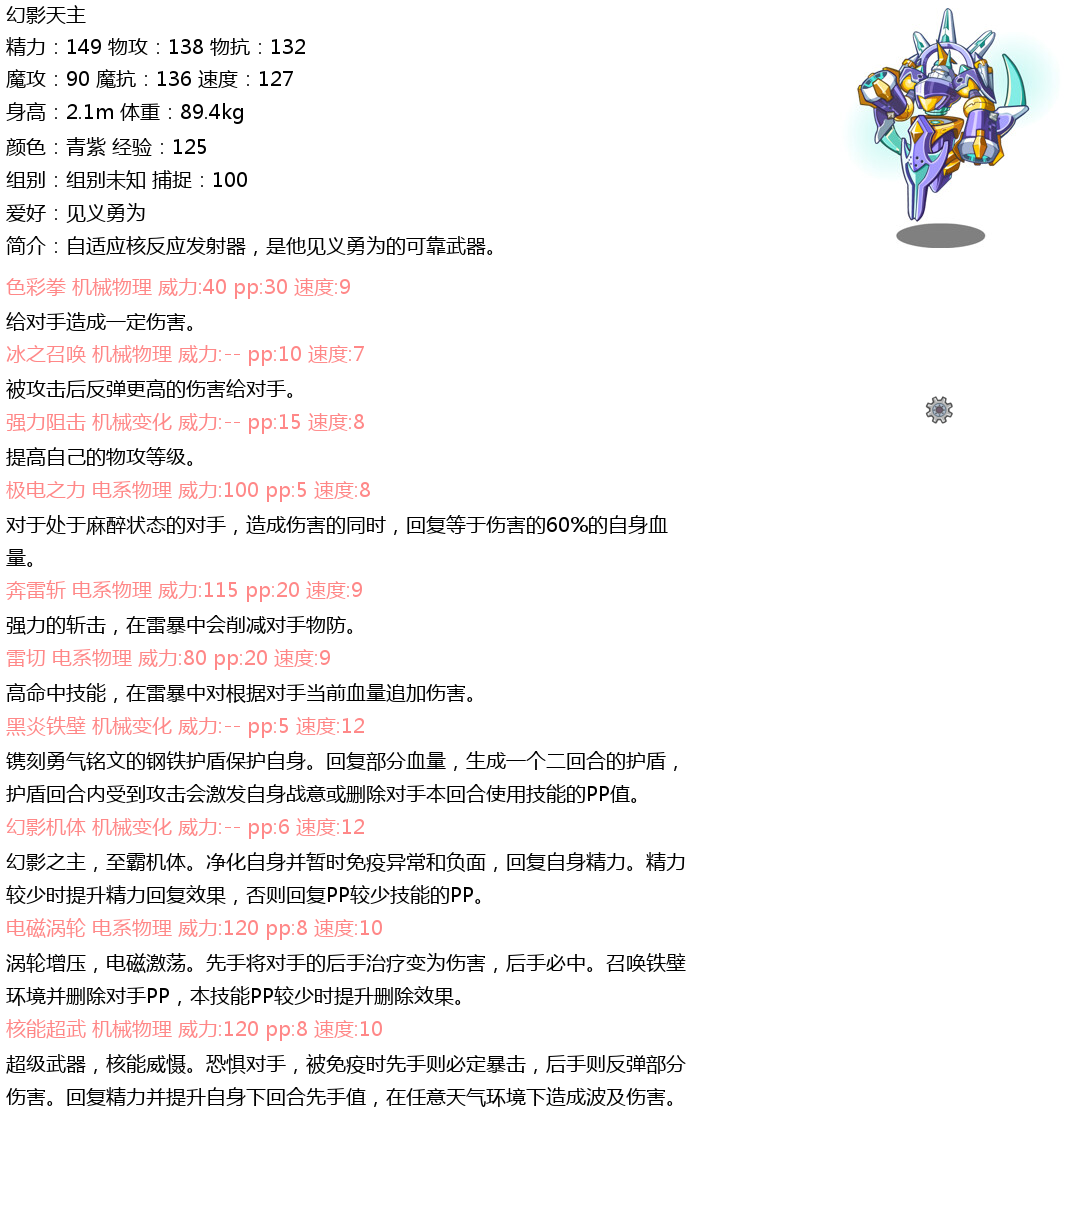 幻影天主
精力：149 物攻：138 物抗：132
魔攻：90 魔抗：136 速度：127
身高：2.1m 体重：89.4kg
颜色：青紫 经验：125
组别：组别未知 捕捉：100
爱好：见义勇为
简介：自适应核反应发射器，是他见义勇为的可靠武器。
色彩拳 机械物理 威力:40 pp:30 速度:9
给对手造成一定伤害。
冰之召唤 机械物理 威力:-- pp:10 速度:7
被攻击后反弹更高的伤害给对手。
强力阻击 机械变化 威力:-- pp:15 速度:8
提高自己的物攻等级。
极电之力 电系物理 威力:100 pp:5 速度:8
对于处于麻醉状态的对手，造成伤害的同时，回复等于伤害的60%的自身血
量。
奔雷斩 电系物理 威力:115 pp:20 速度:9
强力的斩击，在雷暴中会削减对手物防。
雷切 电系物理 威力:80 pp:20 速度:9
高命中技能，在雷暴中对根据对手当前血量追加伤害。
黑炎铁壁 机械变化 威力:-- pp:5 速度:12
镌刻勇气铭文的钢铁护盾保护自身。回复部分血量，生成一个二回合的护盾，
护盾回合内受到攻击会激发自身战意或删除对手本回合使用技能的PP值。
幻影机体 机械变化 威力:-- pp:6 速度:12
幻影之主，至霸机体。净化自身并暂时免疫异常和负面，回复自身精力。精力
较少时提升精力回复效果，否则回复PP较少技能的PP。
电磁涡轮 电系物理 威力:120 pp:8 速度:10
涡轮增压，电磁激荡。先手将对手的后手治疗变为伤害，后手必中。召唤铁壁
环境并删除对手PP，本技能PP较少时提升删除效果。
核能超武 机械物理 威力:120 pp:8 速度:10
超级武器，核能威慑。恐惧对手，被免疫时先手则必定暴击，后手则反弹部分
伤害。回复精力并提升自身下回合先手值，在任意天气环境下造成波及伤害。